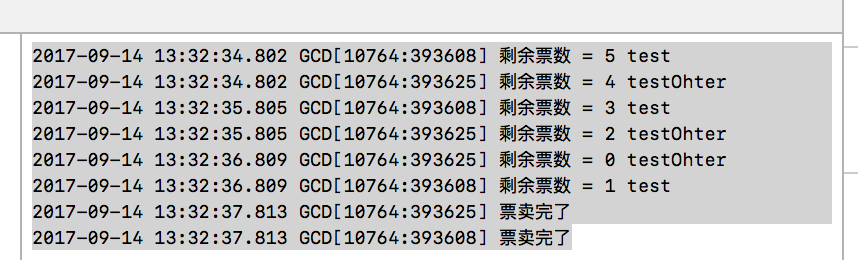 2017-09-14 13:32:34.802 GCD[10764:393608] 剩余票数 = 5 test
2017-09-14 13:32:34.802 GCD[10764:393625] 剩余票数 = 4 testOhter
2017-09-14 13:32:35.805 GCD[10764:393608] 剩余票数 = 3 test
2017-09-14 13:32:35.805 GCD[10764:393625] 剩余票数 = 2 testOhter
2017-09-14 13:32:36.809 GCD[10764:393625] 剩余票数 = 0 testOhter
2017-09-14 13:32:36.809 GCD[10764:393608] 剩余票数 = 1 test
2017-09-14 13:32:37.813 GCD[10764:393625] 票卖完了
2017-09-14 13:32:37.813 GCD[10764:393608] 票卖完了